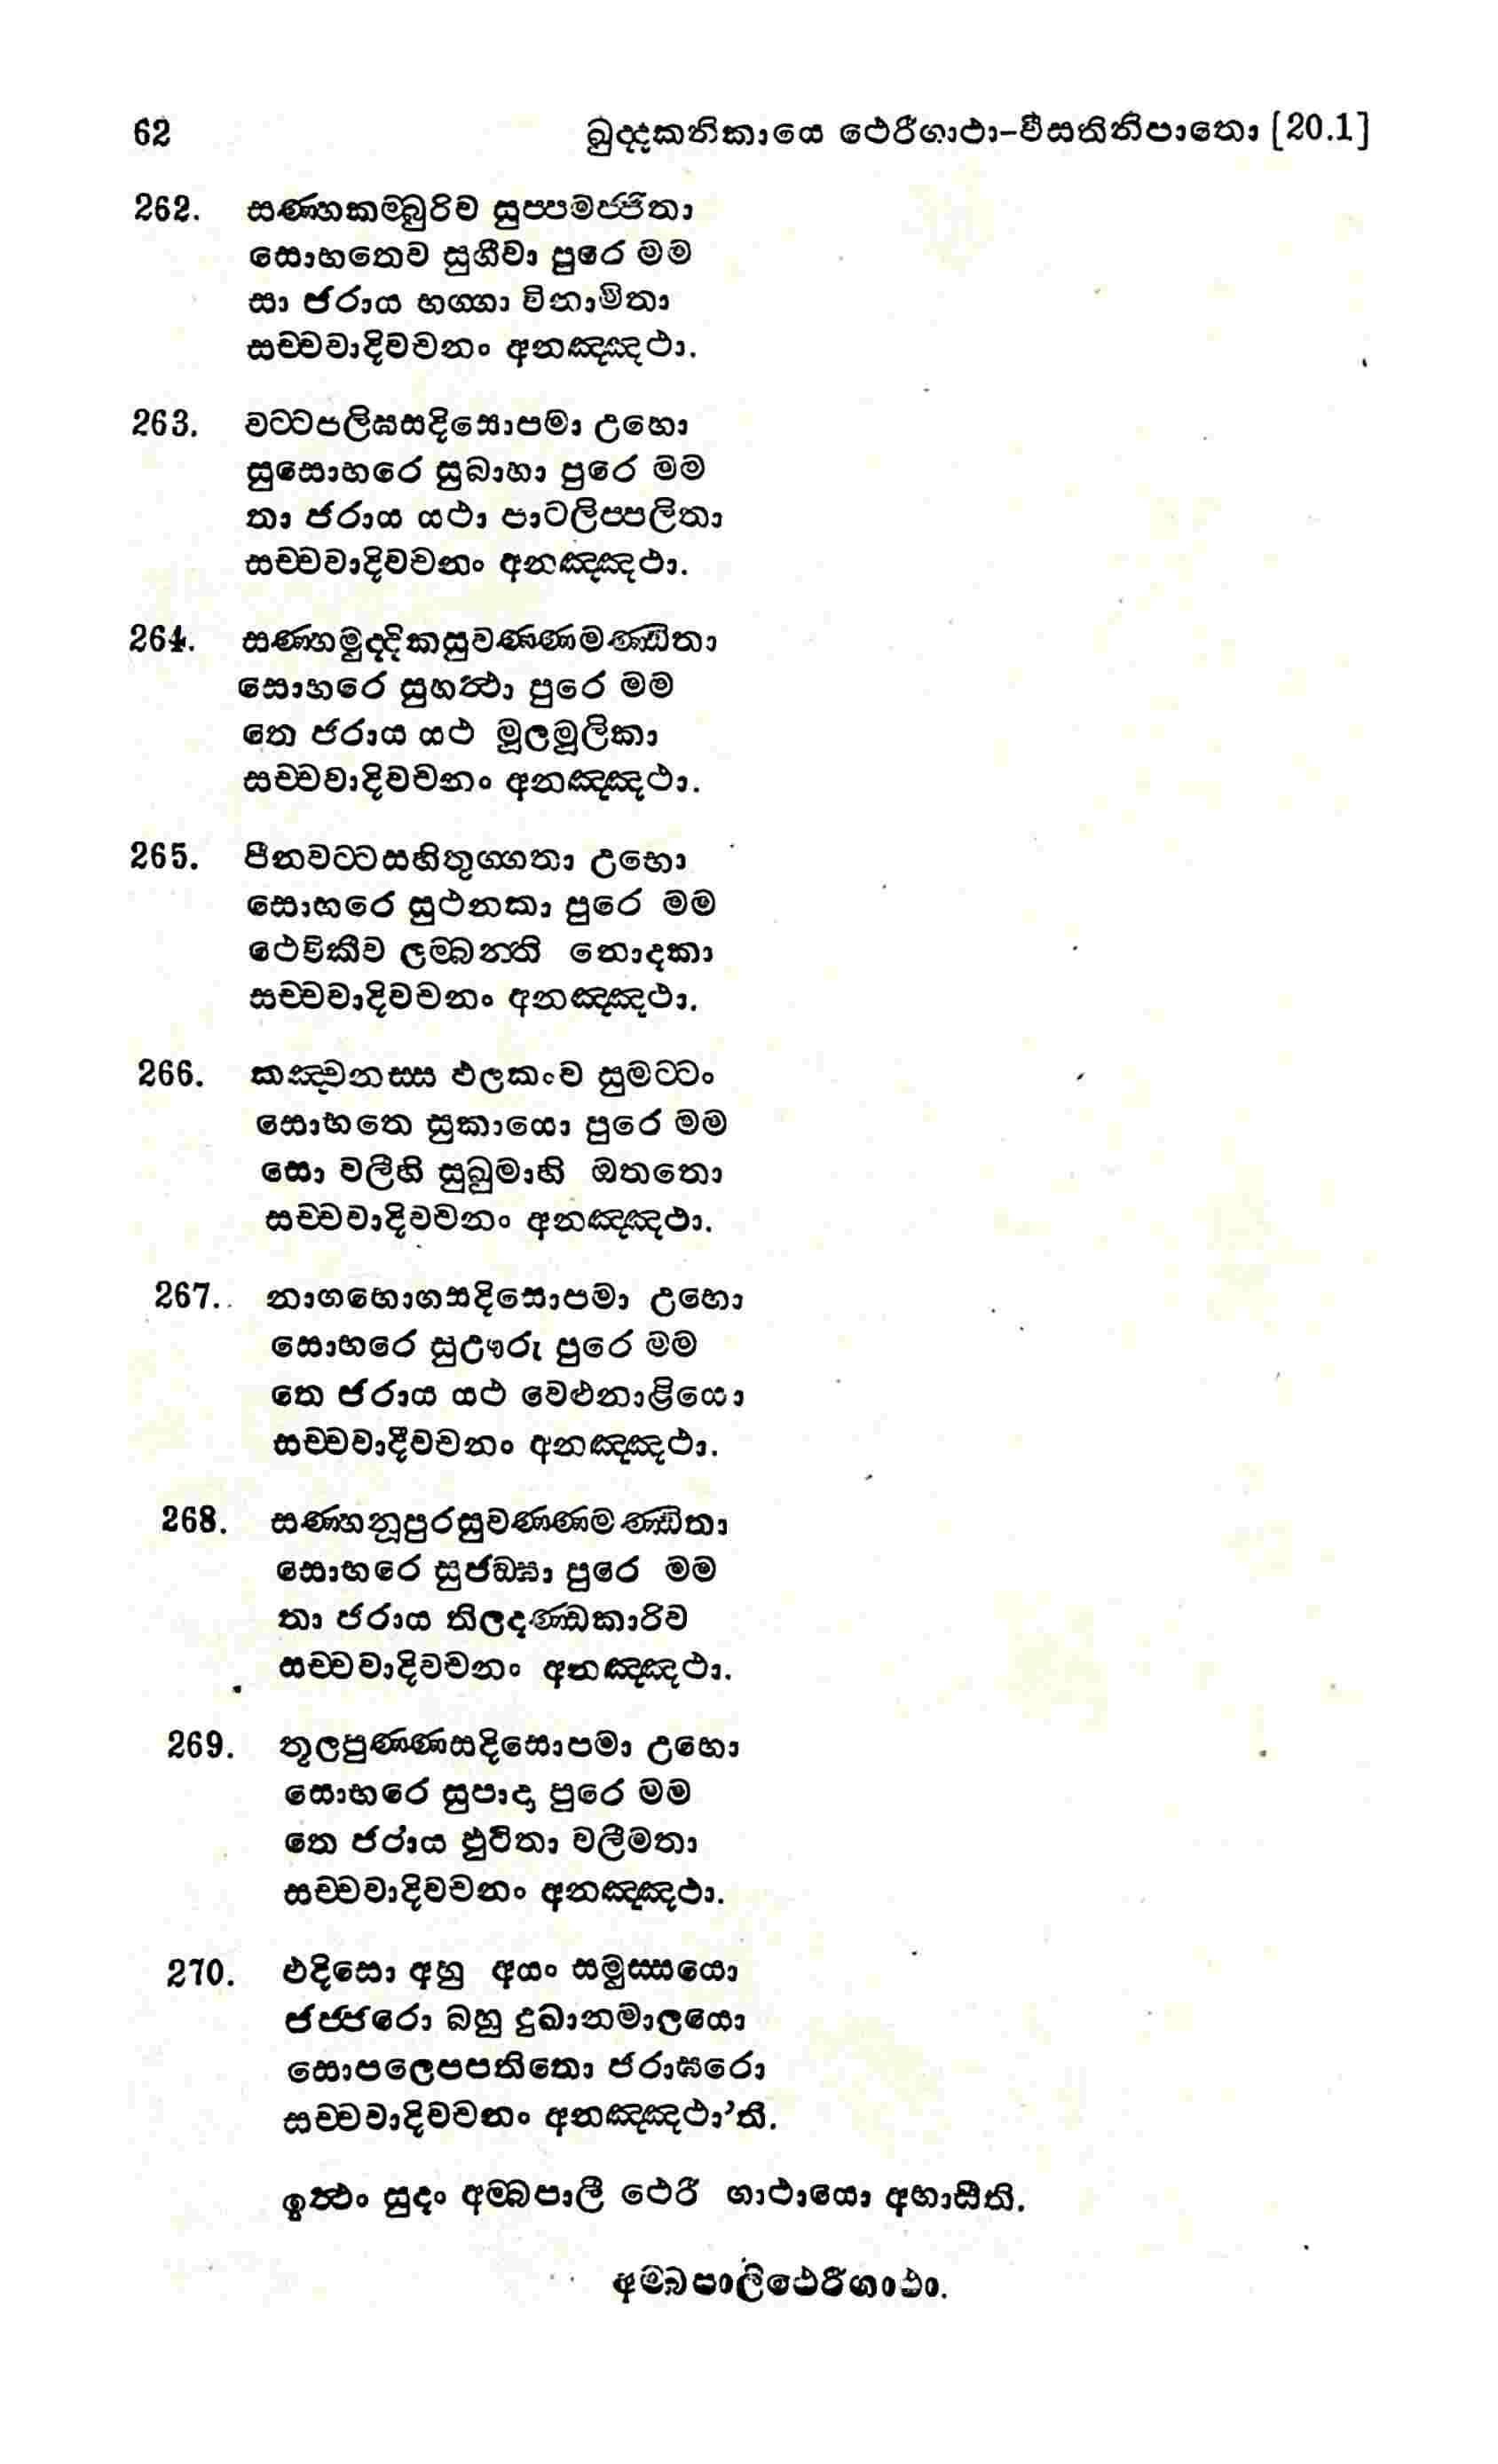 62 ඛුද්දකනිකායෙ ථෙරීගාථා-වීසතිනිපාතො [20.1]
262. සණ්හකම්බුරිව සුප්පමජ්ජිතා
සොභතෙව සුගීවා පුරෙ මම
සා ජරාය භග්ගා විනාමිතා
සච්චවාදිවචනං අනඤ්ඤථා.
263. වට්ටපලිඝසදිසොපමා උභො
සුසොභරෙ සුබාහා පුරෙ මම
තා ජරාය යථා පාටලිප්පලිතා
සච්චවාදිවචනං අනඤ්ඤථා.
264. සණ්හමුද්දිකසුවණ්ණමණ්ඩිතා
සොභරෙ සුහත්ථා පුරෙ මම
තෙ ජරාය යථ මූලමූලිකා
සච්චවාදිවචනං අනඤ්ඤථා.
265. පීනවට්ටසහිතුග්ගතා උභො
සොභරෙ සුථනකා පුරෙ මම
ථෙවිකීව ලම්බන්ති නොදකා
සච්චවාදිවචනං අනඤ්ඤථා.
266. කඤ්චනස්ස ඵලකංව සුමට්ටං
සොභතෙ සුකායො පුරෙ මම
සො වලීහි සුඛුමාහි ඔතතො
සච්චවාදිවචනං අනඤ්ඤථා.
267. නාගභොගසදිසොපමා උභො
සොභරෙ සුඌරු පුරෙ මම
තෙ ජරාය යථ වෙළුනාළියො
සච්චවාදීවචනං අනඤ්ඤථා.
268. සණ්හනූපුරසුවණ්ණමණ්ඩිතා
සොභරෙ සුජඞ්ඝා පුරෙ මම
තා ජරාය තිලදණ්ඩකාරිව
සච්චවාදිවචනං අනඤ්ඤථා.
269. තූලපුණ්ණසදිසොපමා උභො
සොභරෙ සුපාදා පුරෙ මම
තෙ ජරාය ඵුටිතා වලීමතා
සච්චවාදිවචනං අනඤ්ඤථා.
270. එදිසො අහු අයං සමුස්සයො
ජජ්ජරො බහු දුඛානමාලයො
සොපලෙපපතිතො ජරාඝරො
සච්චවාදිවචනං අනඤ්ඤථා'ති.
ඉත්ථං සුදං අම්බපාලී ථෙරී ගාථායො අභාසීති.
අම්බපාලිථෙරීගාථා.